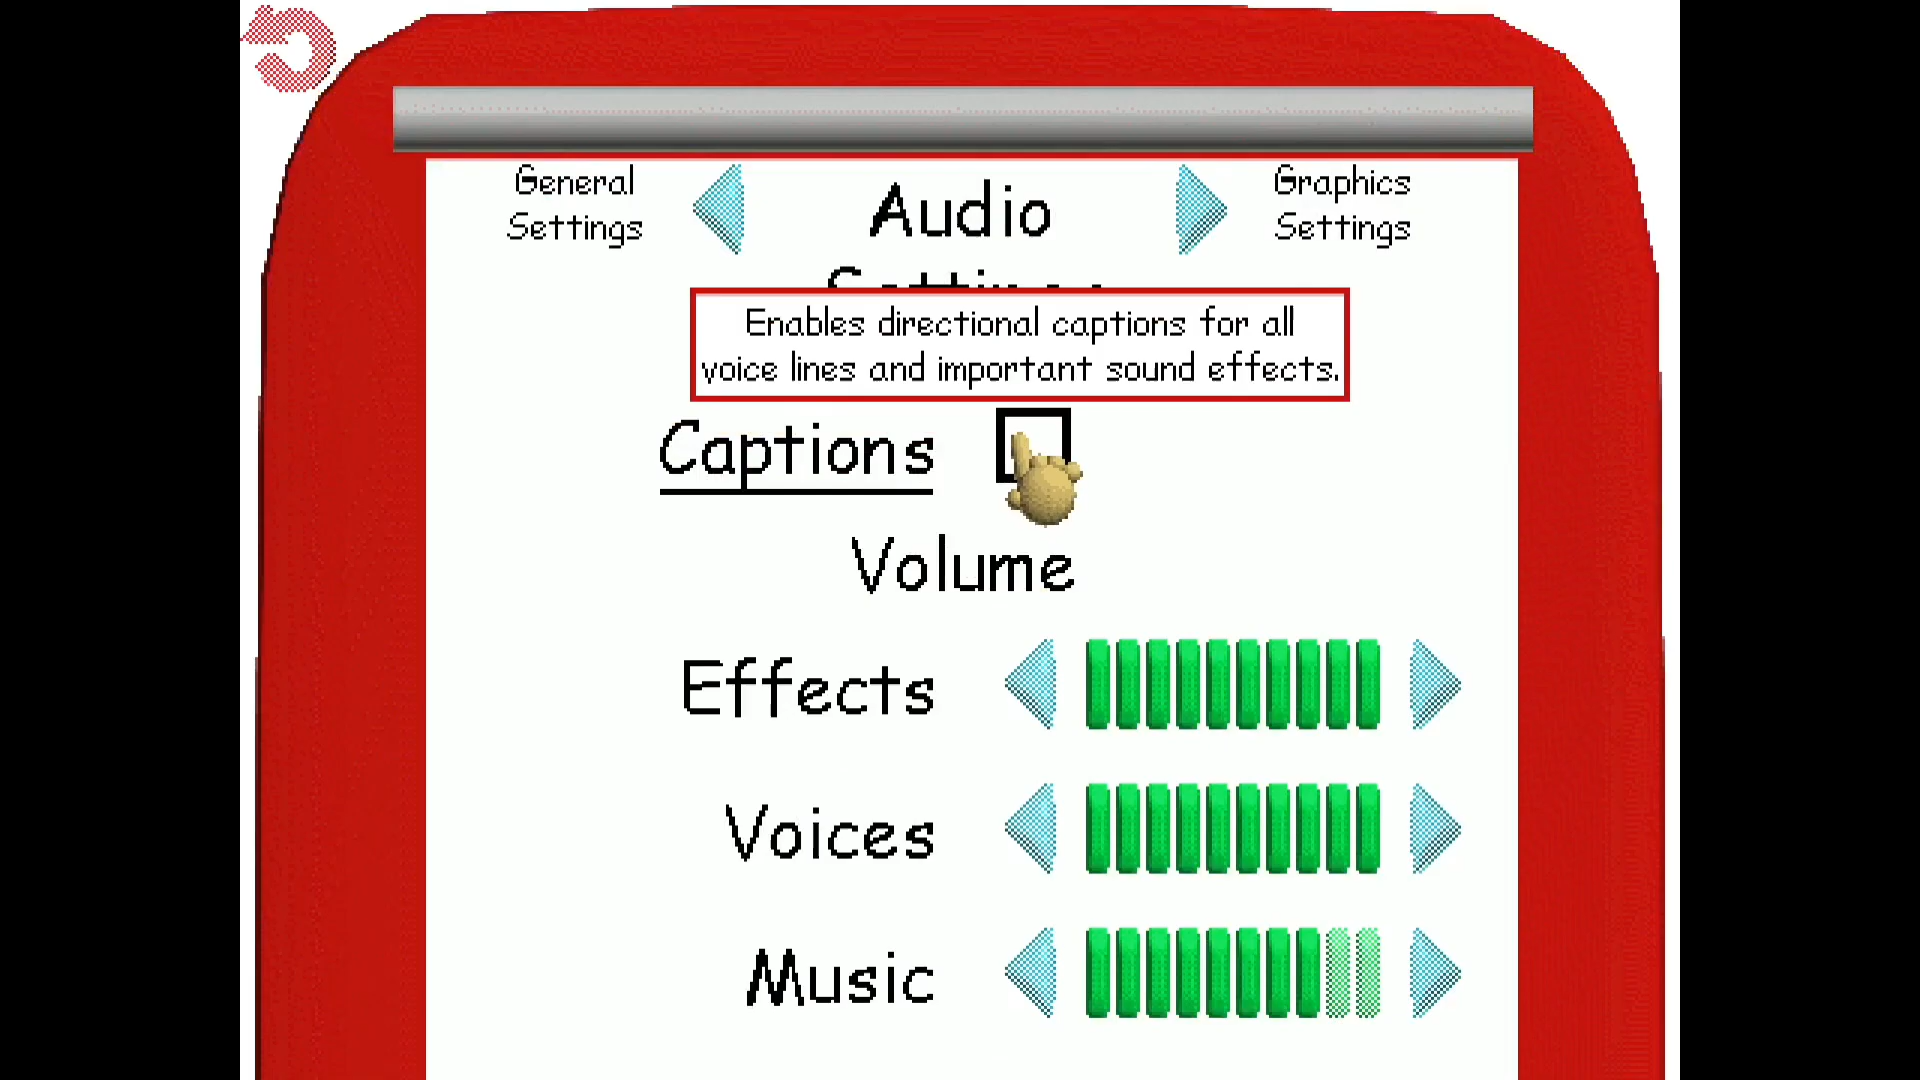 General
Settings
Audio
Settings
Graphics
Settings
Enables directional captions for all
voice lines and important sound effects.
Captions
Volume
Effects
Voices
Music